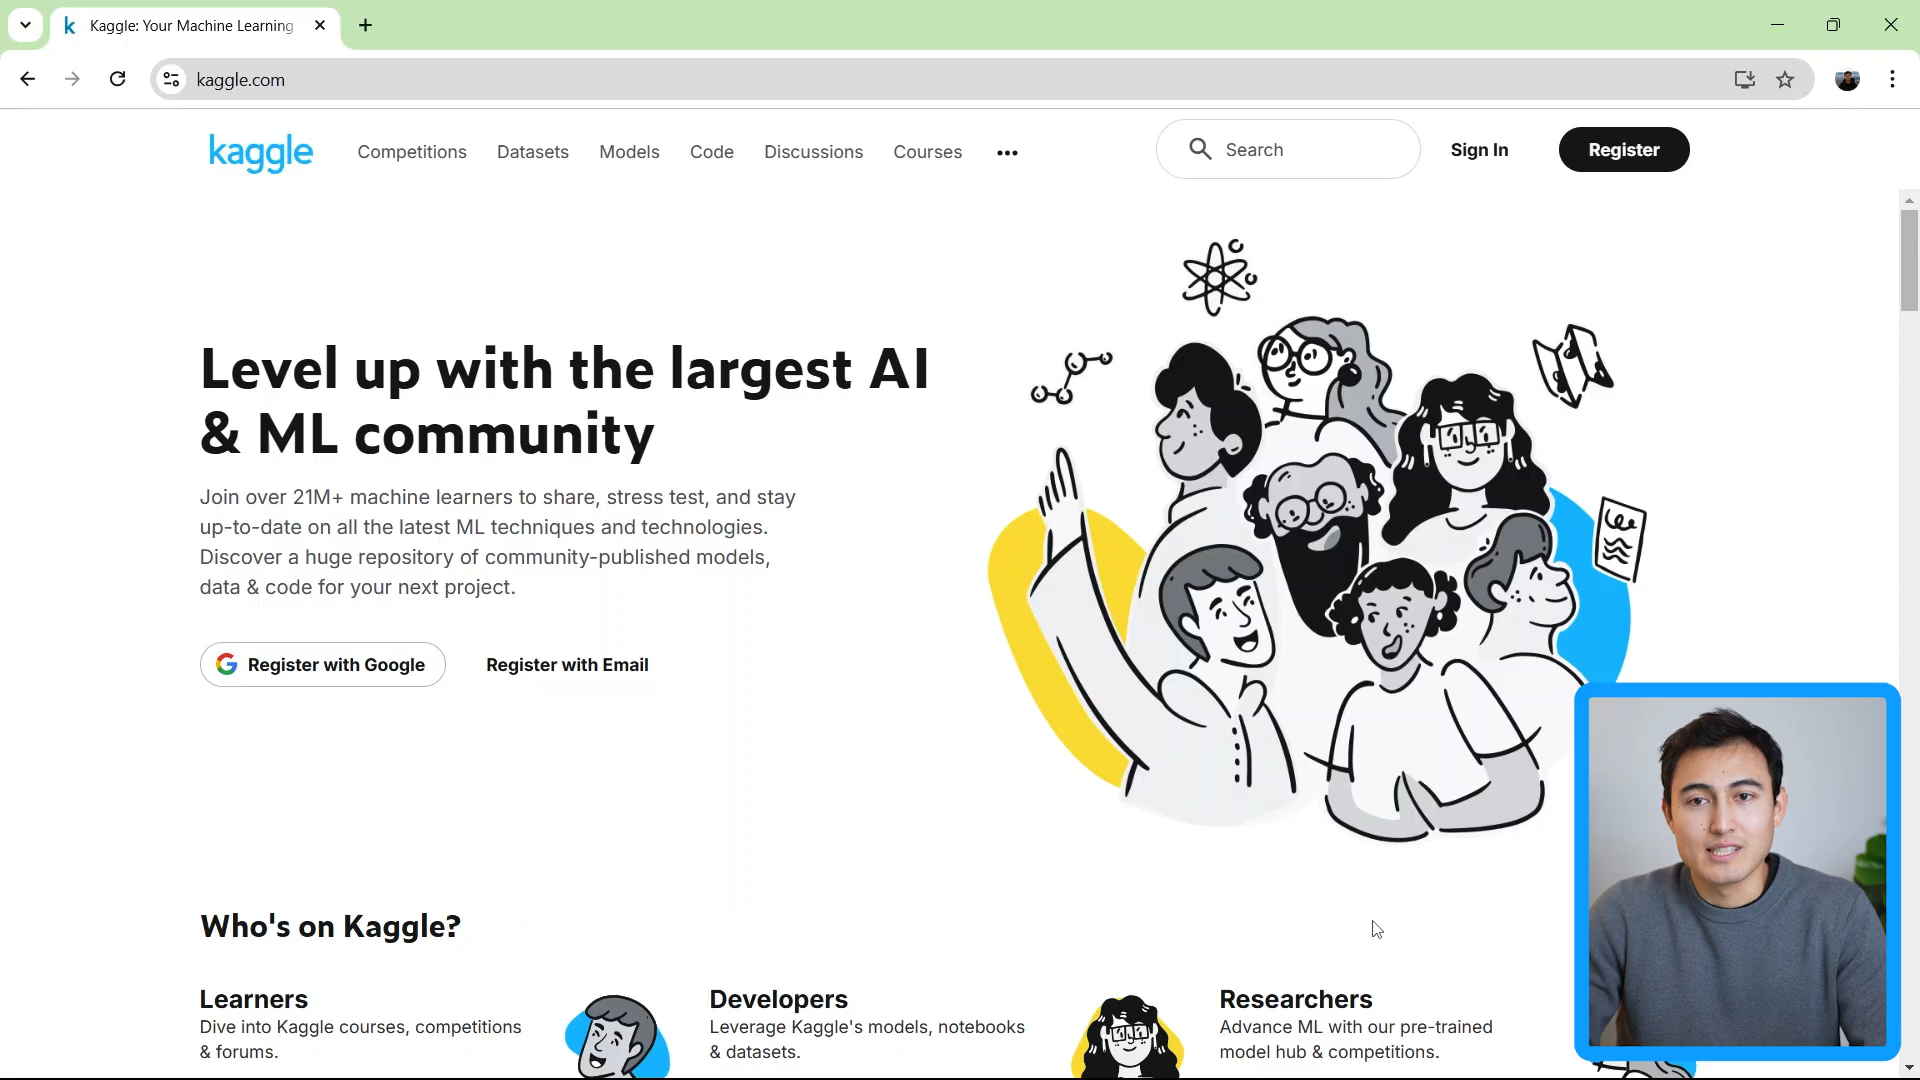 Kaggle: Your Machine Learning
kaggle.com
kaggle
Competitions
Datasets
Models
Code
Discussions
Courses
Search
Sign In
Register
Level up with the largest AI
& ML community
Join over 21M+ machine learners to share, stress test, and stay
up-to-date on all the latest ML techniques and technologies.
Discover a huge repository of community-published models,
data & code for your next project.
Register with Google
Register with Email
Who's on Kaggle?
Learners
Dive into Kaggle courses, competitions
& forums.
Developers
Leverage Kaggle's models, notebooks
& datasets.
Researchers
Advance ML with our pre-trained
model hub & competitions.